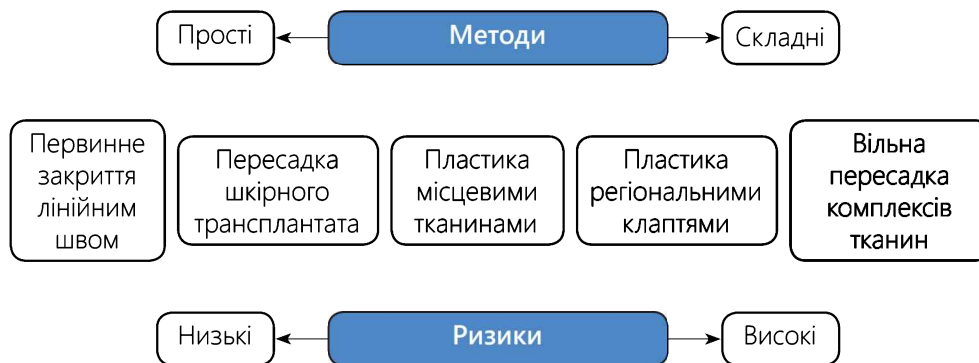 Прості
Методи
Складні
Первинне
закриття
лінійним
швом
Пересадка
шкірного
трансплантата
Пластика
місцевими
тканинами
Пластика
регіональними
клаптями
Вільна
пересадка
комплексів
тканин
Низькі
Ризики
Високі